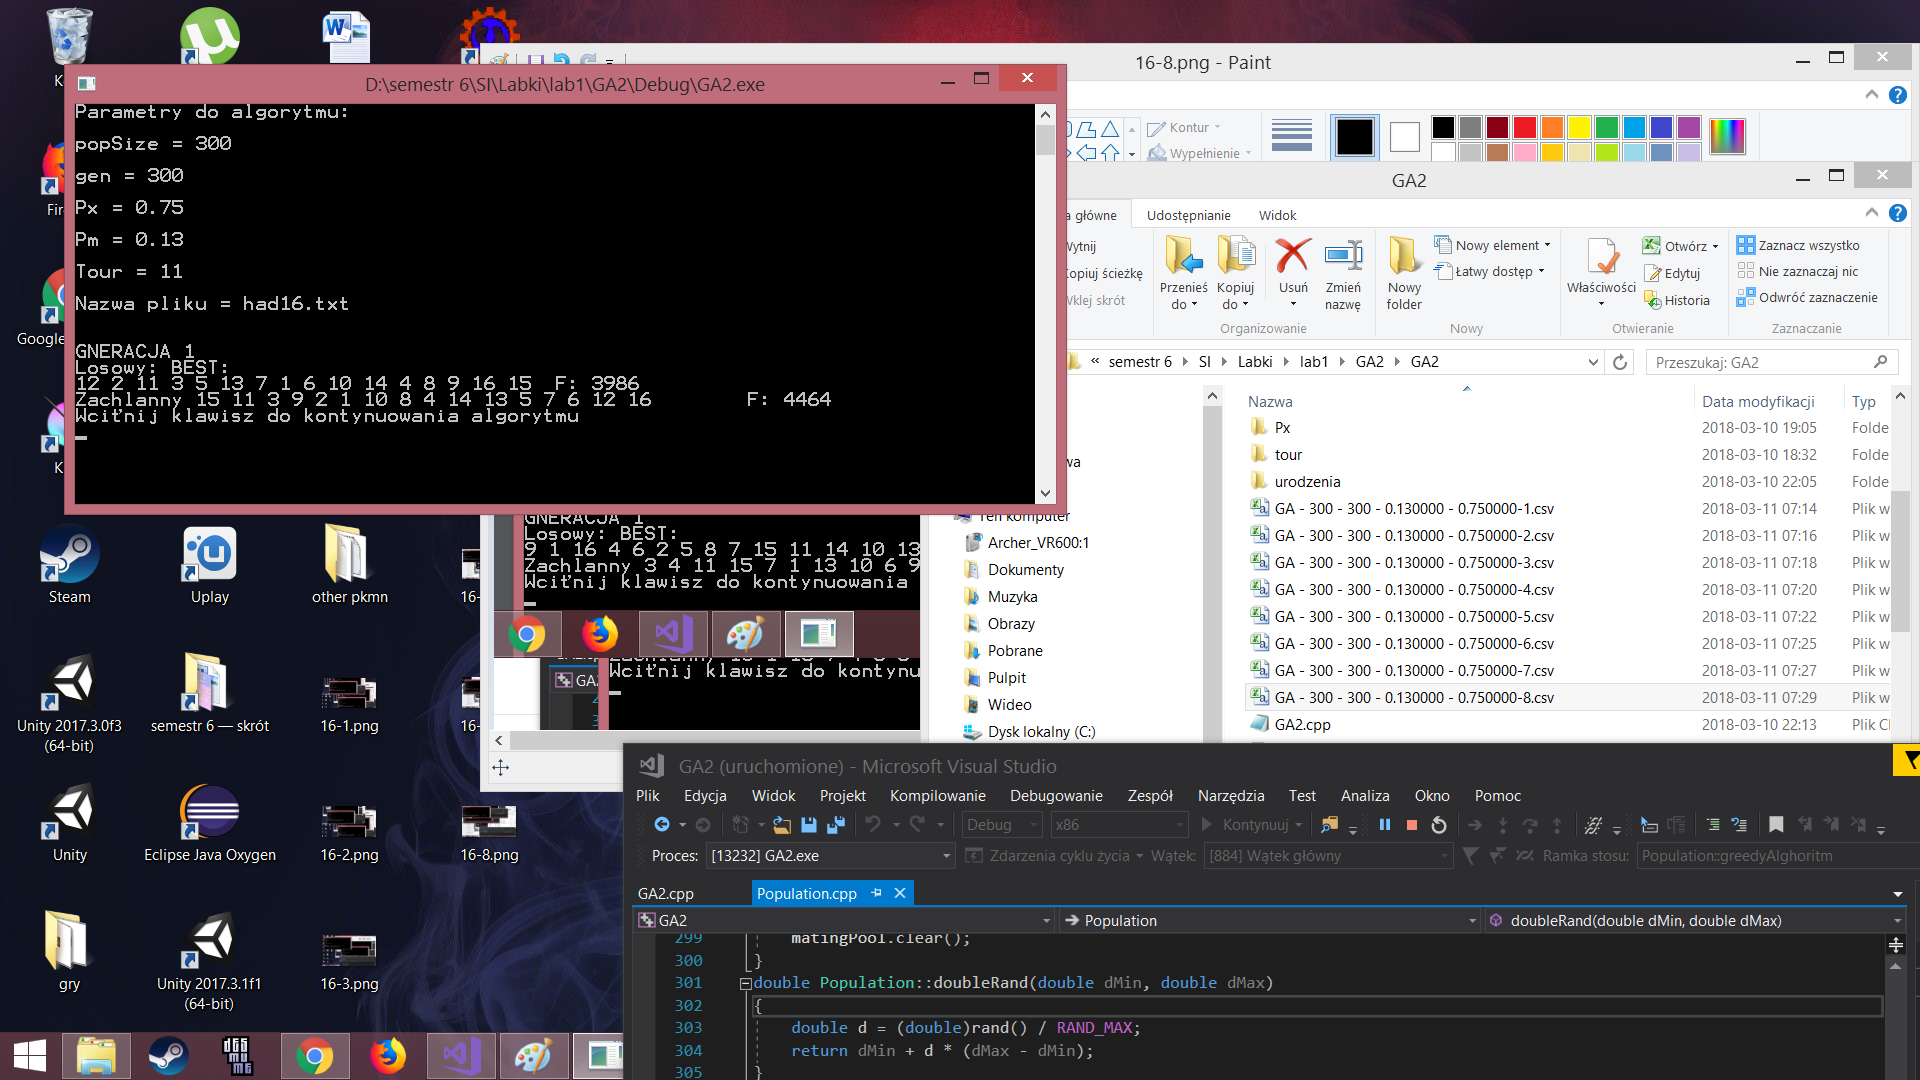 D:\semestr 6\SI\Labki\lab1\GA2\Debug\GA2.exe
Parametry do algorytmu:
popSize = 300
gen = 300
Px = 0.75
Pm = 0.13
Tour = 11
Nazwa pliku = had16.txt
GNERACJA 1
Losowy: BEST:
12 2 11 3 5 13 7 1 6 10 14 4 8 9 16 15  F: 3986
Zachlanny 15 11 3 9 2 1 10 8 4 14 13 5 7 6 12 16 F: 4464
Wciťnij klawisz do kontynuowania algorytmu
16-8.png - Paint
Kontur
Wypełnienie
GA2
a główne Udostępnianie Widok
Wytnij
Kopiuj ścieżkę
Wklej skrót
Przenieś do
Kopiuj do
Usuń
Zmień nazwę
Organizowanie
Nowy folder
Nowy element
Łatwy dostęp
Nowy
Właściwości
Otwórz
Edytuj
Historia
Otwieranie
Zaznacz wszystko
Nie zaznaczaj nic
Odwróć zaznaczenie
Zaznaczanie
« semestr 6 SI Labki lab1 GA2 GA2
Przeszukaj: GA2
Nazwa Data modyfikacji Typ
Px 2018-03-10 19:05 Folde
tour 2018-03-10 18:32 Folde
urodzenia 2018-03-10 22:05 Folde
GA - 300 - 300 - 0.130000 - 0.750000-1.csv 2018-03-11 07:14 Plik w
GA - 300 - 300 - 0.130000 - 0.750000-2.csv 2018-03-11 07:16 Plik w
GA - 300 - 300 - 0.130000 - 0.750000-3.csv 2018-03-11 07:18 Plik w
GA - 300 - 300 - 0.130000 - 0.750000-4.csv 2018-03-11 07:20 Plik w
GA - 300 - 300 - 0.130000 - 0.750000-5.csv 2018-03-11 07:22 Plik w
GA - 300 - 300 - 0.130000 - 0.750000-6.csv 2018-03-11 07:25 Plik w
GA - 300 - 300 - 0.130000 - 0.750000-7.csv 2018-03-11 07:27 Plik w
GA - 300 - 300 - 0.130000 - 0.750000-8.csv 2018-03-11 07:29 Plik w
GA2.cpp 2018-03-10 22:13 Plik C
wa
Ten komputer
Archer_VR600:1
Dokumenty
Muzyka
Obrazy
Pobrane
Pulpit
Wideo
Dysk lokalny (C:)
GNERACJA 1
Losowy: BEST:
9 1 16 4 6 2 5 8 7 15 11 14 10 13
Zachlanny 3 4 11 15 7 1 13 10 6 9
Wciťnij klawisz do kontynuowania
Wciťnij klawisz do kontynu
GA
Google
Steam
Uplay
other pkmn
16-
Unity 2017.3.0f3 (64-bit)
semestr 6 — skrót
16-1.png
16-
Unity
Eclipse Java Oxygen
16-2.png
16-8.png
gry
Unity 2017.3.1f1 (64-bit)
16-3.png
GA2 (uruchomione) - Microsoft Visual Studio
Plik Edycja Widok Projekt Kompilowanie Debugowanie Zespół Narzędzia Test Analiza Okno Pomoc
Debug x86 Kontynuuj
Proces: [13232] GA2.exe Zdarzenia cyklu życia Wątek: [884] Wątek główny Ramka stosu: Population::greedyAlghoritm
GA2.cpp Population.cpp
GA2 Population doubleRand(double dMin, double dMax)
299 matingPool.clear();
300 }
301 double Population::doubleRand(double dMin, double dMax)
302 {
303 double d = (double)rand() / RAND_MAX;
304 return dMin + d * (dMax - dMin);
305 }